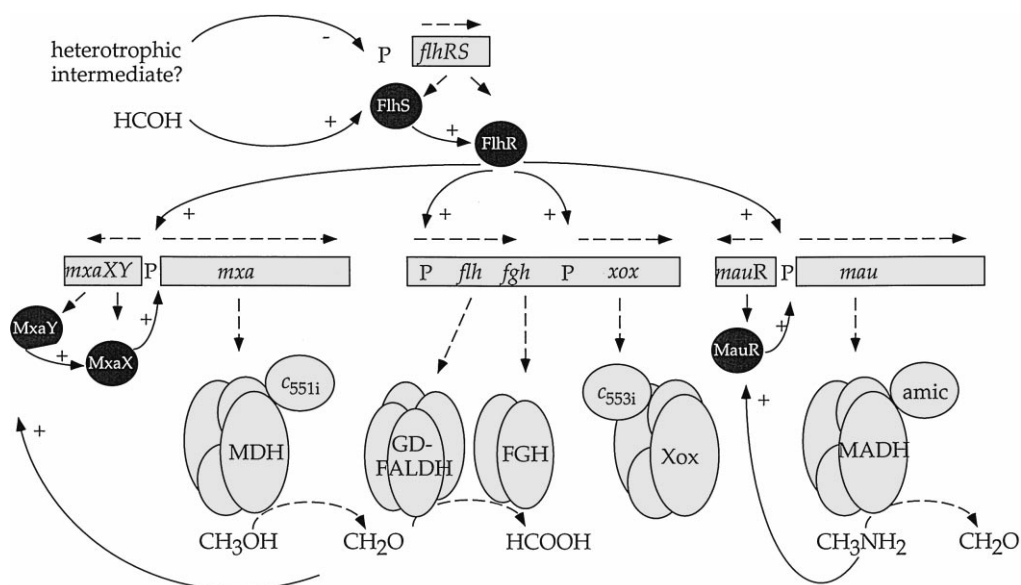 heterotrophic
intermediate?
-
P
flhRS
HCOH
+
FlhS
+
FlhR
+
+
+
+
mxaXY
P
mxa
P
flh
fgh
P
xox
mauR
P
mau
MxaY
+
MxaX
+
MauR
+
c551i
c553i
amic
+
MDH
GD-
FALDH
FGH
Xox
+
MADH
CH3OH
CH2O
HCOOH
CH3NH2
CH2O